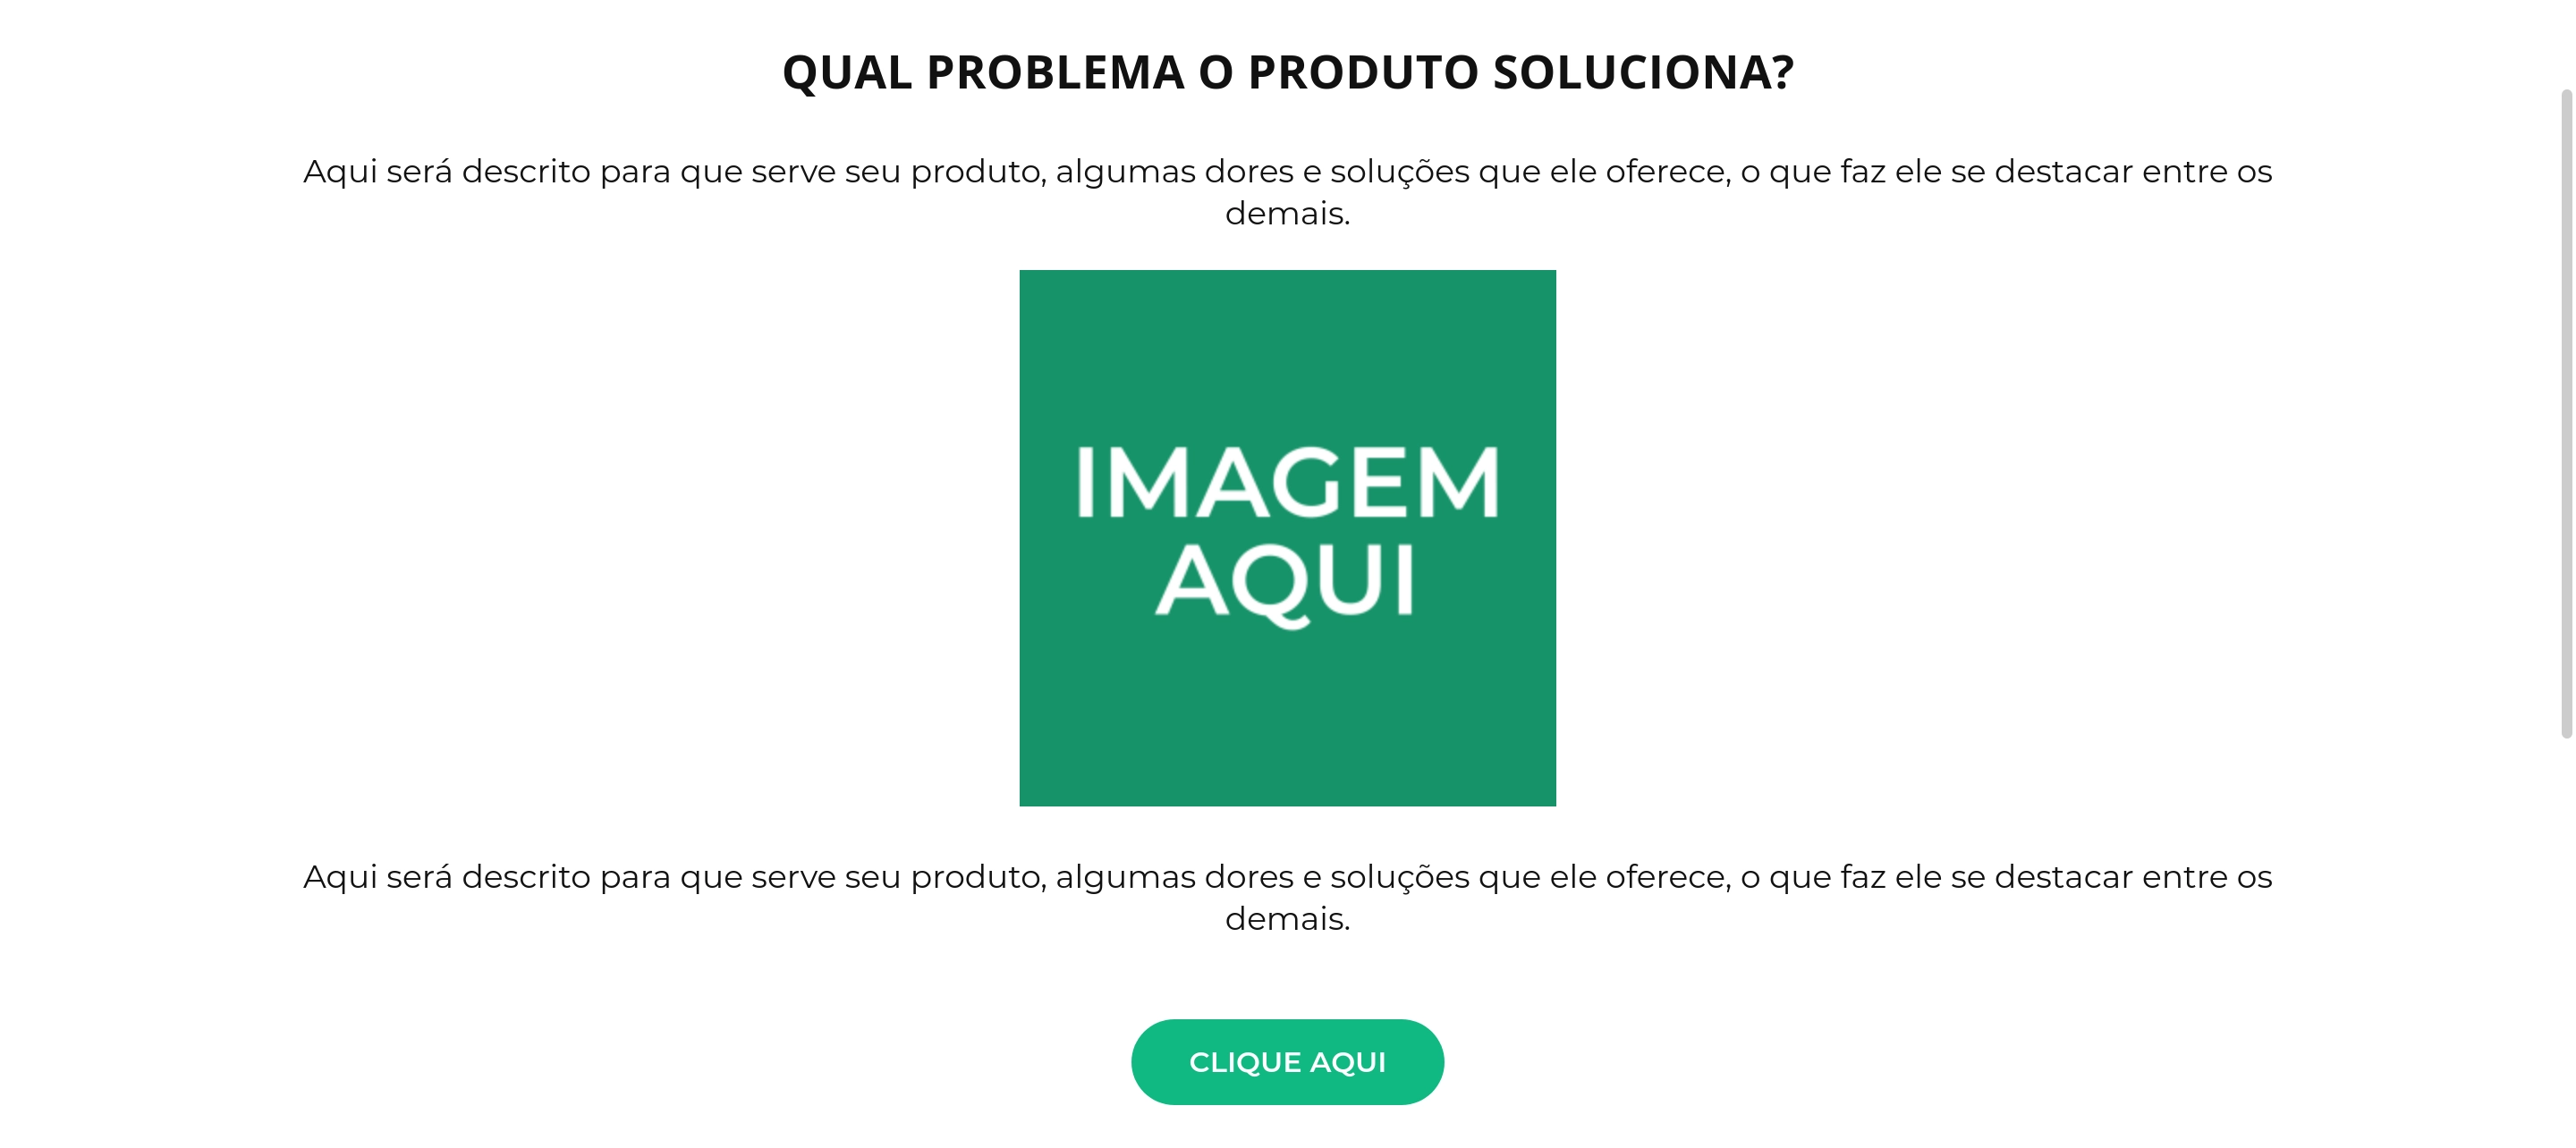 QUAL PROBLEMA O PRODUTO SOLUCIONA?
Aqui será descrito para que serve seu produto, algumas dores e soluções que ele oferece, o que faz ele se destacar entre os
demais.
IMAGEM
AQUI
Aqui será descrito para que serve seu produto, algumas dores e soluções que ele oferece, o que faz ele se destacar entre os
demais.
CLIQUE AQUI